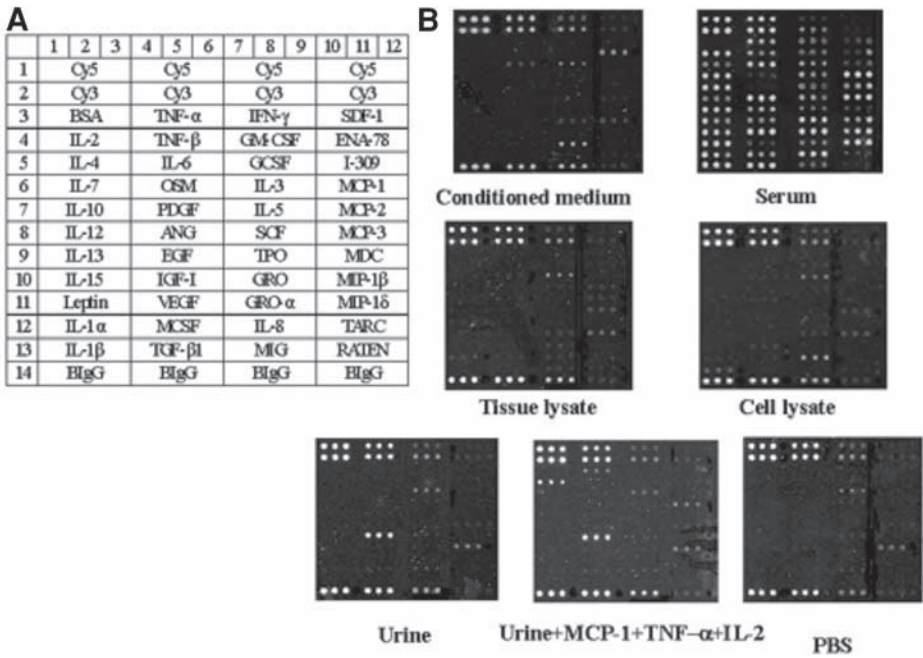 A
1 2 3 4 5 6 7 8 9 10 11 12
1 Cy5 Cy5 Cy5 Cy5
2 Cy3 Cy3 Cy3 Cy3
3 BSA TNF-α IFN-γ SDF-1
4 IL-2 TNF-β GM-CSF ENA-78
5 IL-4 IL-6 GCSF I-309
6 IL-7 OSM IL-3 MCP-1
7 IL-10 PDGF IL-5 MCP-2
8 IL-12 ANG SCF MCP-3
9 IL-13 EGF TPO MDC
10 IL-15 IGF-I GRO MIP-1β
11 Leptin VEGF GRO-α MIP-1δ
12 IL-1α MCSF IL-8 TARC
13 IL-1β TGF-β1 MIG RATEN
14 BIgG BIgG BIgG BIgG
B
Conditioned medium Serum
Tissue lysate Cell lysate
Urine Urine+MCP-1+TNF-α+IL-2 PBS